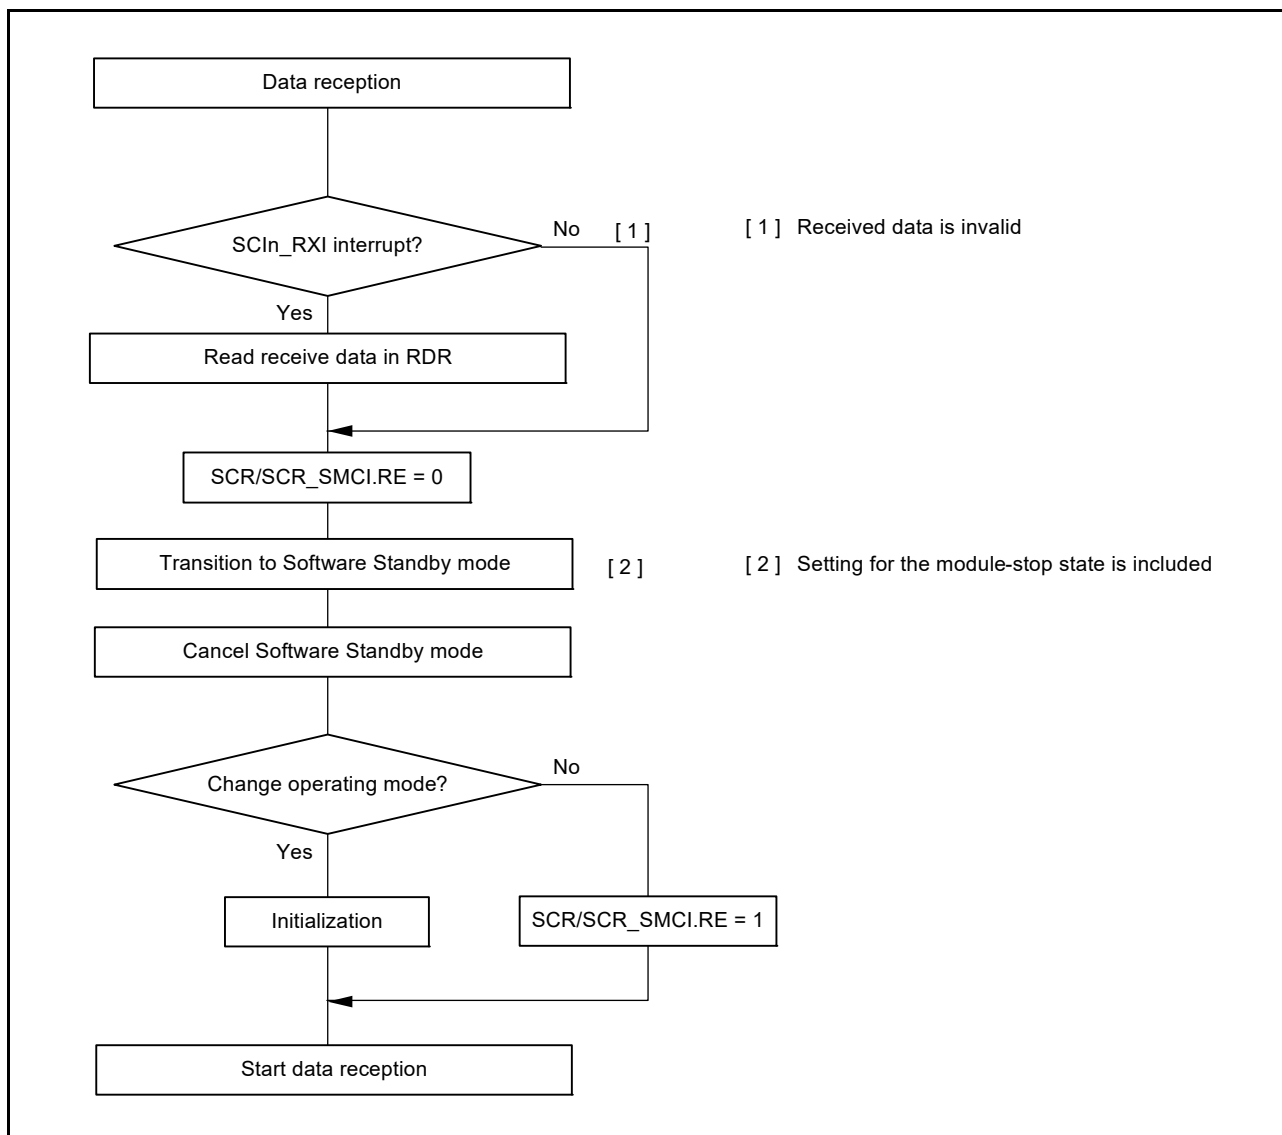 Data reception
SCIn_RXI interrupt?
No [ 1 ]
[ 1 ] Received data is invalid
Yes
Read receive data in RDR
SCR/SCR_SMCI.RE = 0
Transition to Software Standby mode
[ 2 ]
[ 2 ] Setting for the module-stop state is included
Cancel Software Standby mode
Change operating mode?
No
Yes
Initialization
SCR/SCR_SMCI.RE = 1
Start data reception